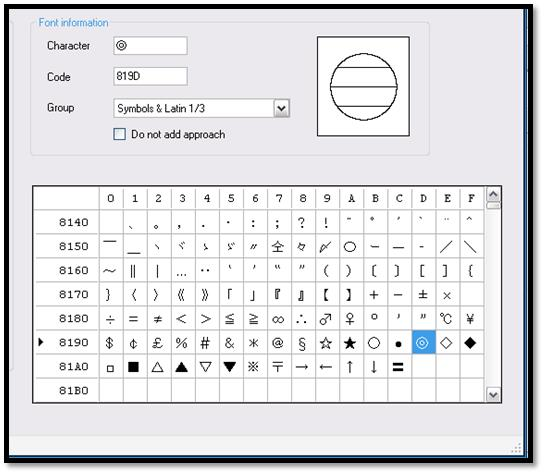 Font information
Character ◎
Code 819D
Group Symbols & Latin 1/3
Do not add approach
0 1 2 3 4 5 6 7 8 9 A B C D E F
8140 、 。 ， ． ・ ： ； ？ ！ ゛ ゜ ´ ｀ ¨ ＾
8150 ￣ ＿ ヽ ヾ ゝ ゞ 〃 仝 々 〆 〇 ー ― ‐ ／ ＼
8160 ～ ∥ ｜ … ‥ ‘ ’ “ ” （ ） 〔 〕 ［ ］ ｛
8170 ｝ 〈 〉 《 》 「 」 『 』 【 】 ＋ － ± ×
8180 ÷ ＝ ≠ ＜ ＞ ≦ ≧ ∞ ∴ ♂ ♀ ° ′ ″ ℃ ￥
8190 ＄ ￠ ￡ ％ ＃ ＆ ＊ ＠ § ☆ ★ ○ ● ◎ ◇ ◆
81A0 □ ■ △ ▲ ▽ ▼ ※ 〒 → ← ↑ ↓ 〓
81B0